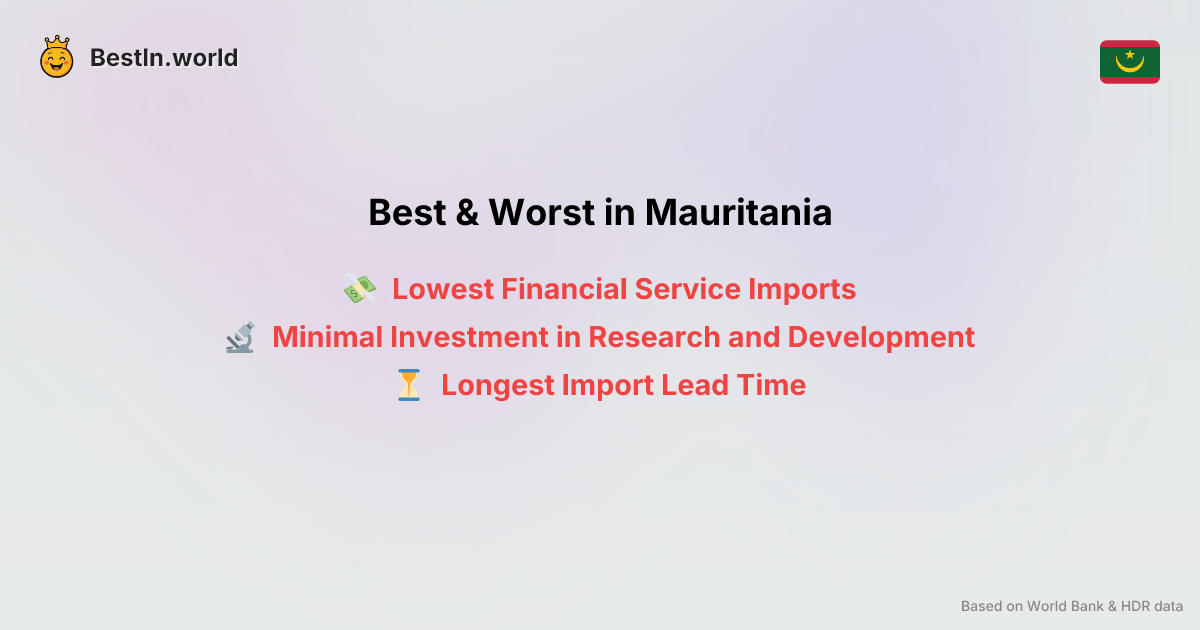 BestIn.world
Best & Worst in Mauritania
Lowest Financial Service Imports
Minimal Investment in Research and Development
Longest Import Lead Time
Based on World Bank & HDR data